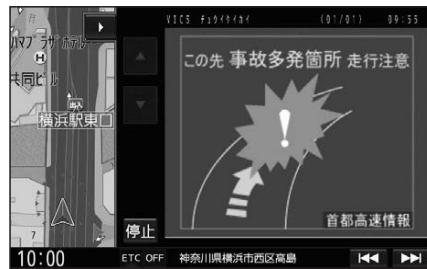 VICS チュウイケイカイ (01/01) 09:55
ハマプラザホテル
H
共同ビル
出入
横浜駅東口
この先 事故多発箇所 走行注意
!
首都高速情報
停止
7
10:00 ETC OFF 神奈川県横浜市西区高島